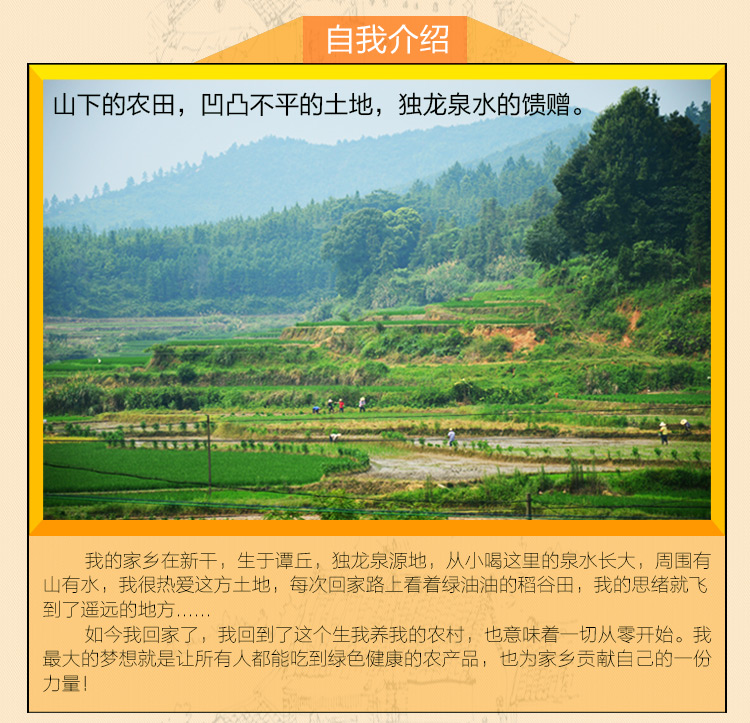 自我介绍
山下的农田，凹凸不平的土地，独龙泉水的馈赠。
我的家乡在新干，生于谭丘，独龙泉源地，从小喝这里的泉水长大，周围有
山有水，我很热爱这方土地，每次回家路上看着绿油油的稻谷田，我的思绪就飞
到了遥远的地方......
如今我回家了，我回到了这个生我养我的农村，也意味着一切从零开始。我
最大的梦想就是让所有人都能吃到绿色健康的农产品，也为家乡贡献自己的一份
力量！